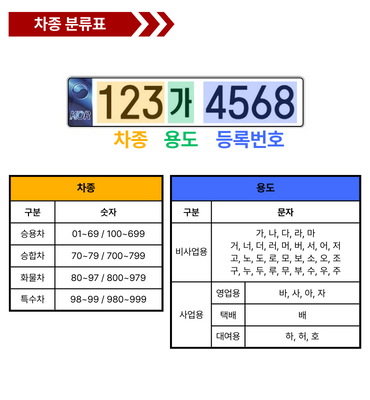 차종 분류표
123가 4568
KOR
차종 용도 등록번호
차종
구분 숫자
승용차 01~69 / 100~699
승합차 70~79 / 700~799
화물차 80~97 / 800~979
특수차 98~99 / 980~999
용도
구분 문자
비사업용
가, 나, 다, 라, 마
거, 너, 더, 러, 머, 버, 서, 어, 저
고, 노, 도, 로, 모, 보, 소, 오, 조
구, 누, 두, 루, 무, 부, 수, 우, 주
사업용
영업용 바, 사, 아, 자
택배 배
대여용 하, 허, 호